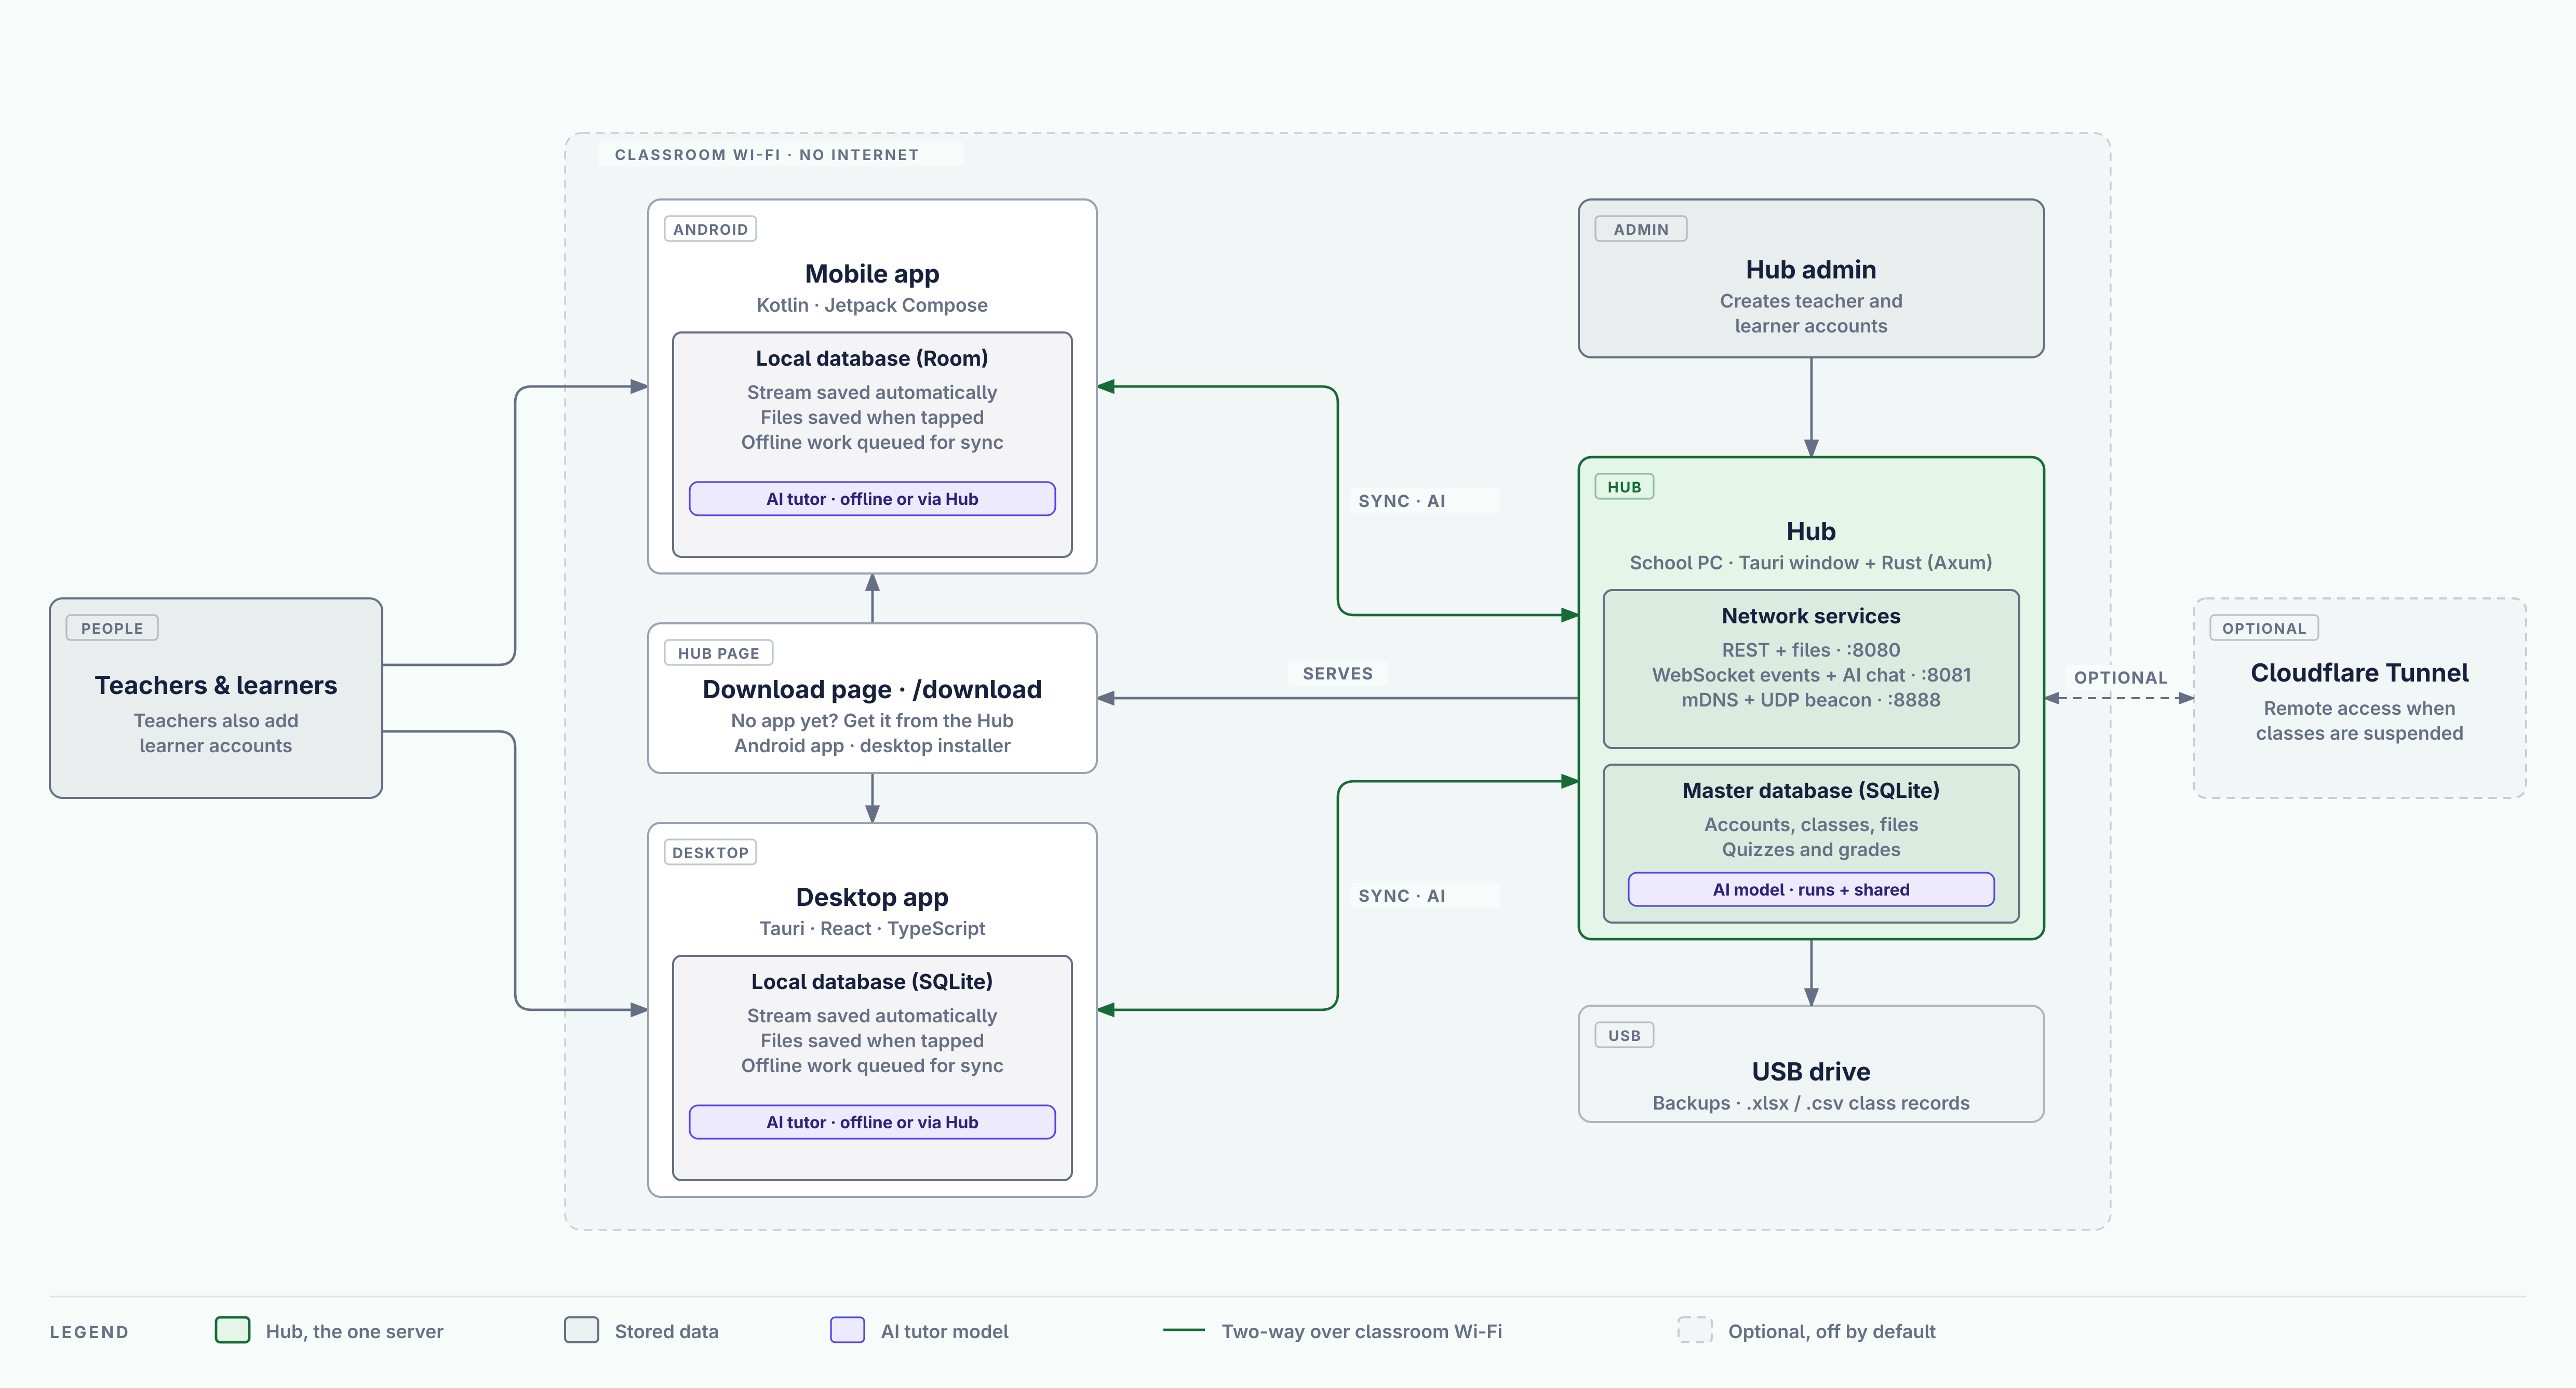 CLASSROOM WI-FI · NO INTERNET
ANDROID
Mobile app
Kotlin · Jetpack Compose
Local database (Room)
Stream saved automatically
Files saved when tapped
Offline work queued for sync
AI tutor · offline or via Hub
ADMIN
Hub admin
Creates teacher and
learner accounts
SYNC · AI
HUB
Hub
School PC · Tauri window + Rust (Axum)
Network services
REST + files · :8080
WebSocket events + AI chat · :8081
mDNS + UDP beacon · :8888
Master database (SQLite)
Accounts, classes, files
Quizzes and grades
AI model · runs + shared
PEOPLE
Teachers & learners
Teachers also add
learner accounts
HUB PAGE
Download page · /download
No app yet? Get it from the Hub
Android app · desktop installer
SERVES
OPTIONAL
OPTIONAL
Cloudflare Tunnel
Remote access when
classes are suspended
DESKTOP
Desktop app
Tauri · React · TypeScript
Local database (SQLite)
Stream saved automatically
Files saved when tapped
Offline work queued for sync
AI tutor · offline or via Hub
SYNC · AI
USB
USB drive
Backups · .xlsx / .csv class records
LEGEND
Hub, the one server
Stored data
AI tutor model
Two-way over classroom Wi-Fi
Optional, off by default